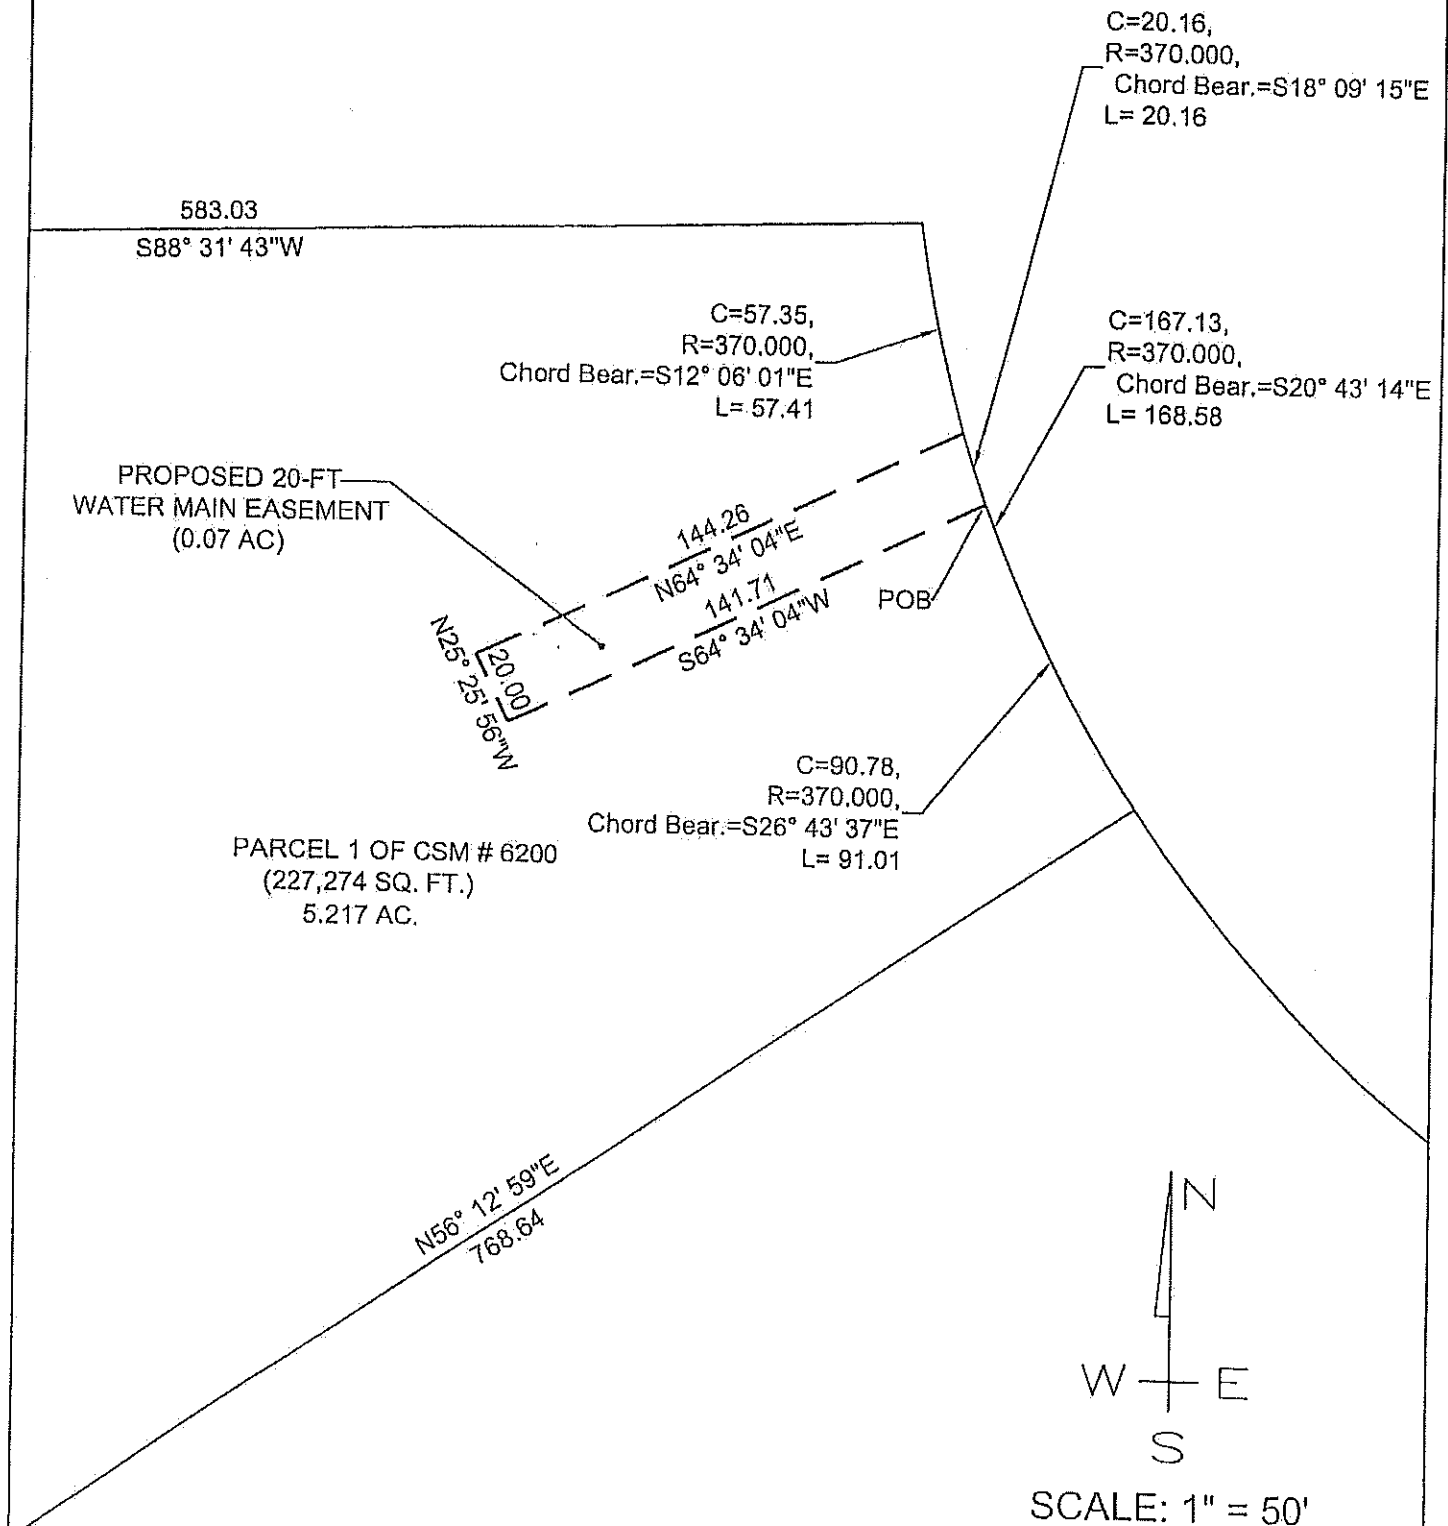 C=20.16,
R=370.000,
Chord Bear.=S18° 09' 15"E
L= 20.16
583.03
S88° 31' 43"W
C=57.35,
R=370.000,
Chord Bear.=S12° 06' 01"E
L= 57.41
C=167.13,
R=370.000,
Chord Bear.=S20° 43' 14"E
L= 168.58
PROPOSED 20-FT
WATER MAIN EASEMENT
(0.07 AC)
144.26
N64° 34' 04"E
141.71
S64° 34' 04"W
POB
20.00
N25° 25' 56"W
C=90.78,
R=370.000,
Chord Bear.=S26° 43' 37"E
L= 91.01
PARCEL 1 OF CSM # 6200
(227,274 SQ. FT.)
5.217 AC.
N56° 12' 59"E
768.64
N
W E
S
SCALE: 1" = 50'